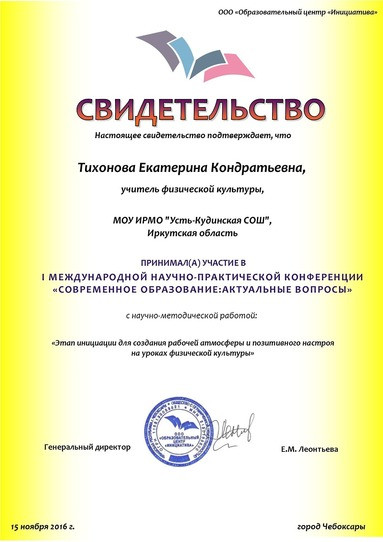 ООО «Образовательный центр «Инициатива»
СВИДЕТЕЛЬСТВО
Настоящее свидетельство подтверждает, что
Тихонова Екатерина Кондратьевна,
учитель физической культуры,
МОУ ИРМО "Усть-Кудинская СОШ",
Иркутская область
ПРИНИМАЛ(А) УЧАСТИЕ В
I МЕЖДУНАРОДНОЙ НАУЧНО-ПРАКТИЧЕСКОЙ КОНФЕРЕНЦИИ
«СОВРЕМЕННОЕ ОБРАЗОВАНИЕ:АКТУАЛЬНЫЕ ВОПРОСЫ»
с научно-методической работой:
«Этап инициации для создания рабочей атмосферы и позитивного настроя
на уроках физической культуры»
ООО
«ОБРАЗОВАТЕЛЬНЫЙ
ЦЕНТР
«ИНИЦИАТИВА»
Генеральный директор
Е.М. Леонтьева
15 ноября 2016 г.
город Чебоксары